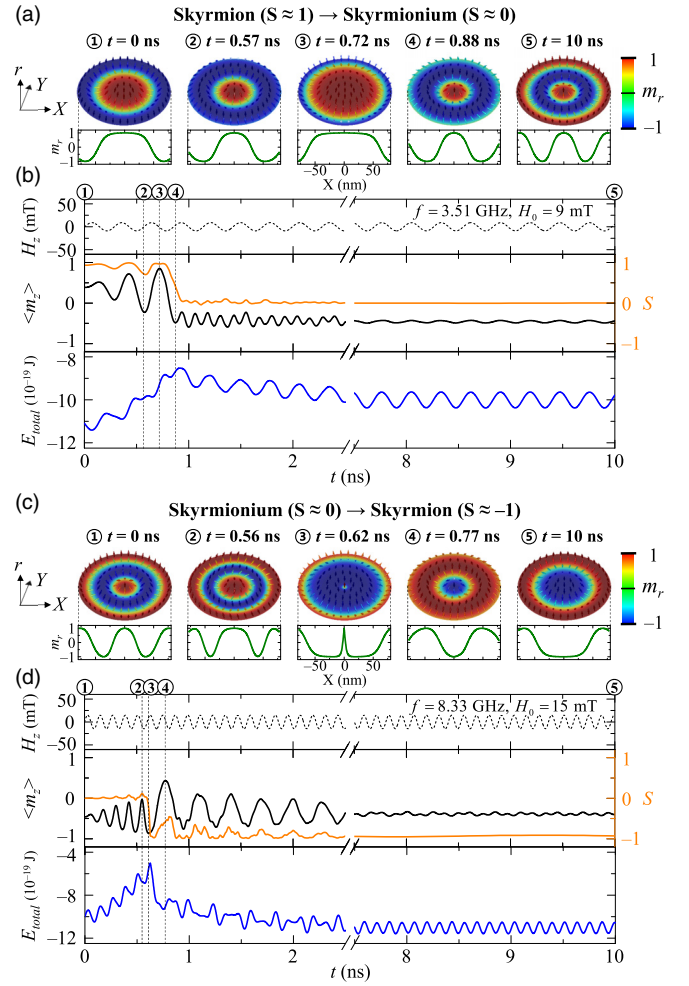 (a)
Skyrmion (S ≈ 1) → Skyrmionium (S ≈ 0)
① t = 0 ns ② t = 0.57 ns ③ t = 0.72 ns ④ t = 0.88 ns ⑤ t = 10 ns
r Y X
1 m_r −1
m_r 1 0 −1
−50 0 50
X (nm)
(b)
① ② ③ ④ ⑤
H_z (mT) 50 0 −50
f = 3.51 GHz, H_0 = 9 mT
<m_z> 1 0 −1
1 0 −1 S
E_total (10⁻¹⁹ J) −8 −10 −12
0 1 2 8 9 10
t (ns)
(c)
Skyrmionium (S ≈ 0) → Skyrmion (S ≈ −1)
① t = 0 ns ② t = 0.56 ns ③ t = 0.62 ns ④ t = 0.77 ns ⑤ t = 10 ns
r Y X
1 m_r −1
m_r 1 0 −1
−50 0 50
X (nm)
(d)
① ② ③ ④ ⑤
H_z (mT) 50 0 −50
f = 8.33 GHz, H_0 = 15 mT
<m_z> 1 0 −1
1 0 −1 S
E_total (10⁻¹⁹ J) −4 −8 −12
0 1 2 8 9 10
t (ns)